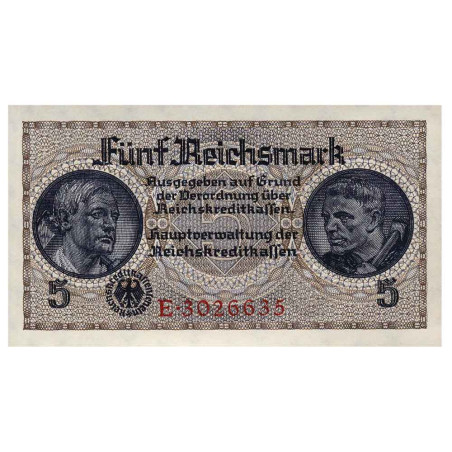 Fünf Reichsmark
Ausgegeben auf Grund
der Verordnung über
Reichskreditkassen
Hauptverwaltung der
Reichskreditkassen
5
5
E·3026635